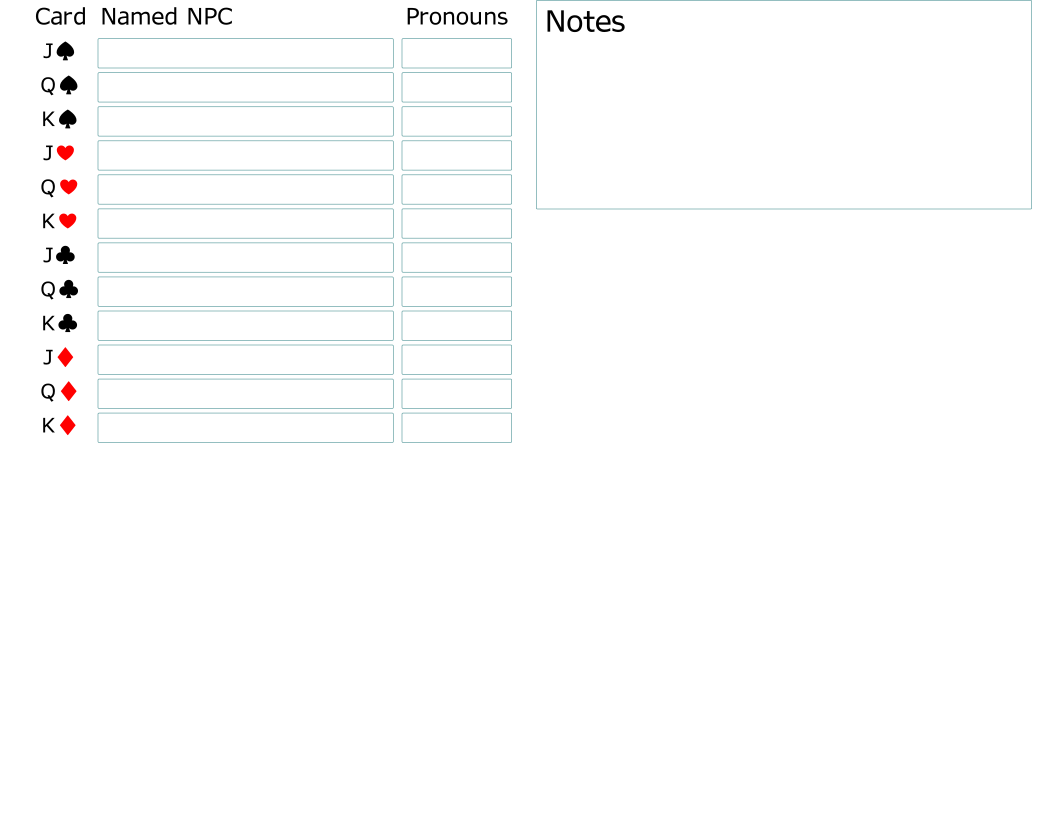 Card Named NPC Pronouns
J♠
Q♠
K♠
J♥
Q♥
K♥
J♣
Q♣
K♣
J♦
Q♦
K♦
Notes